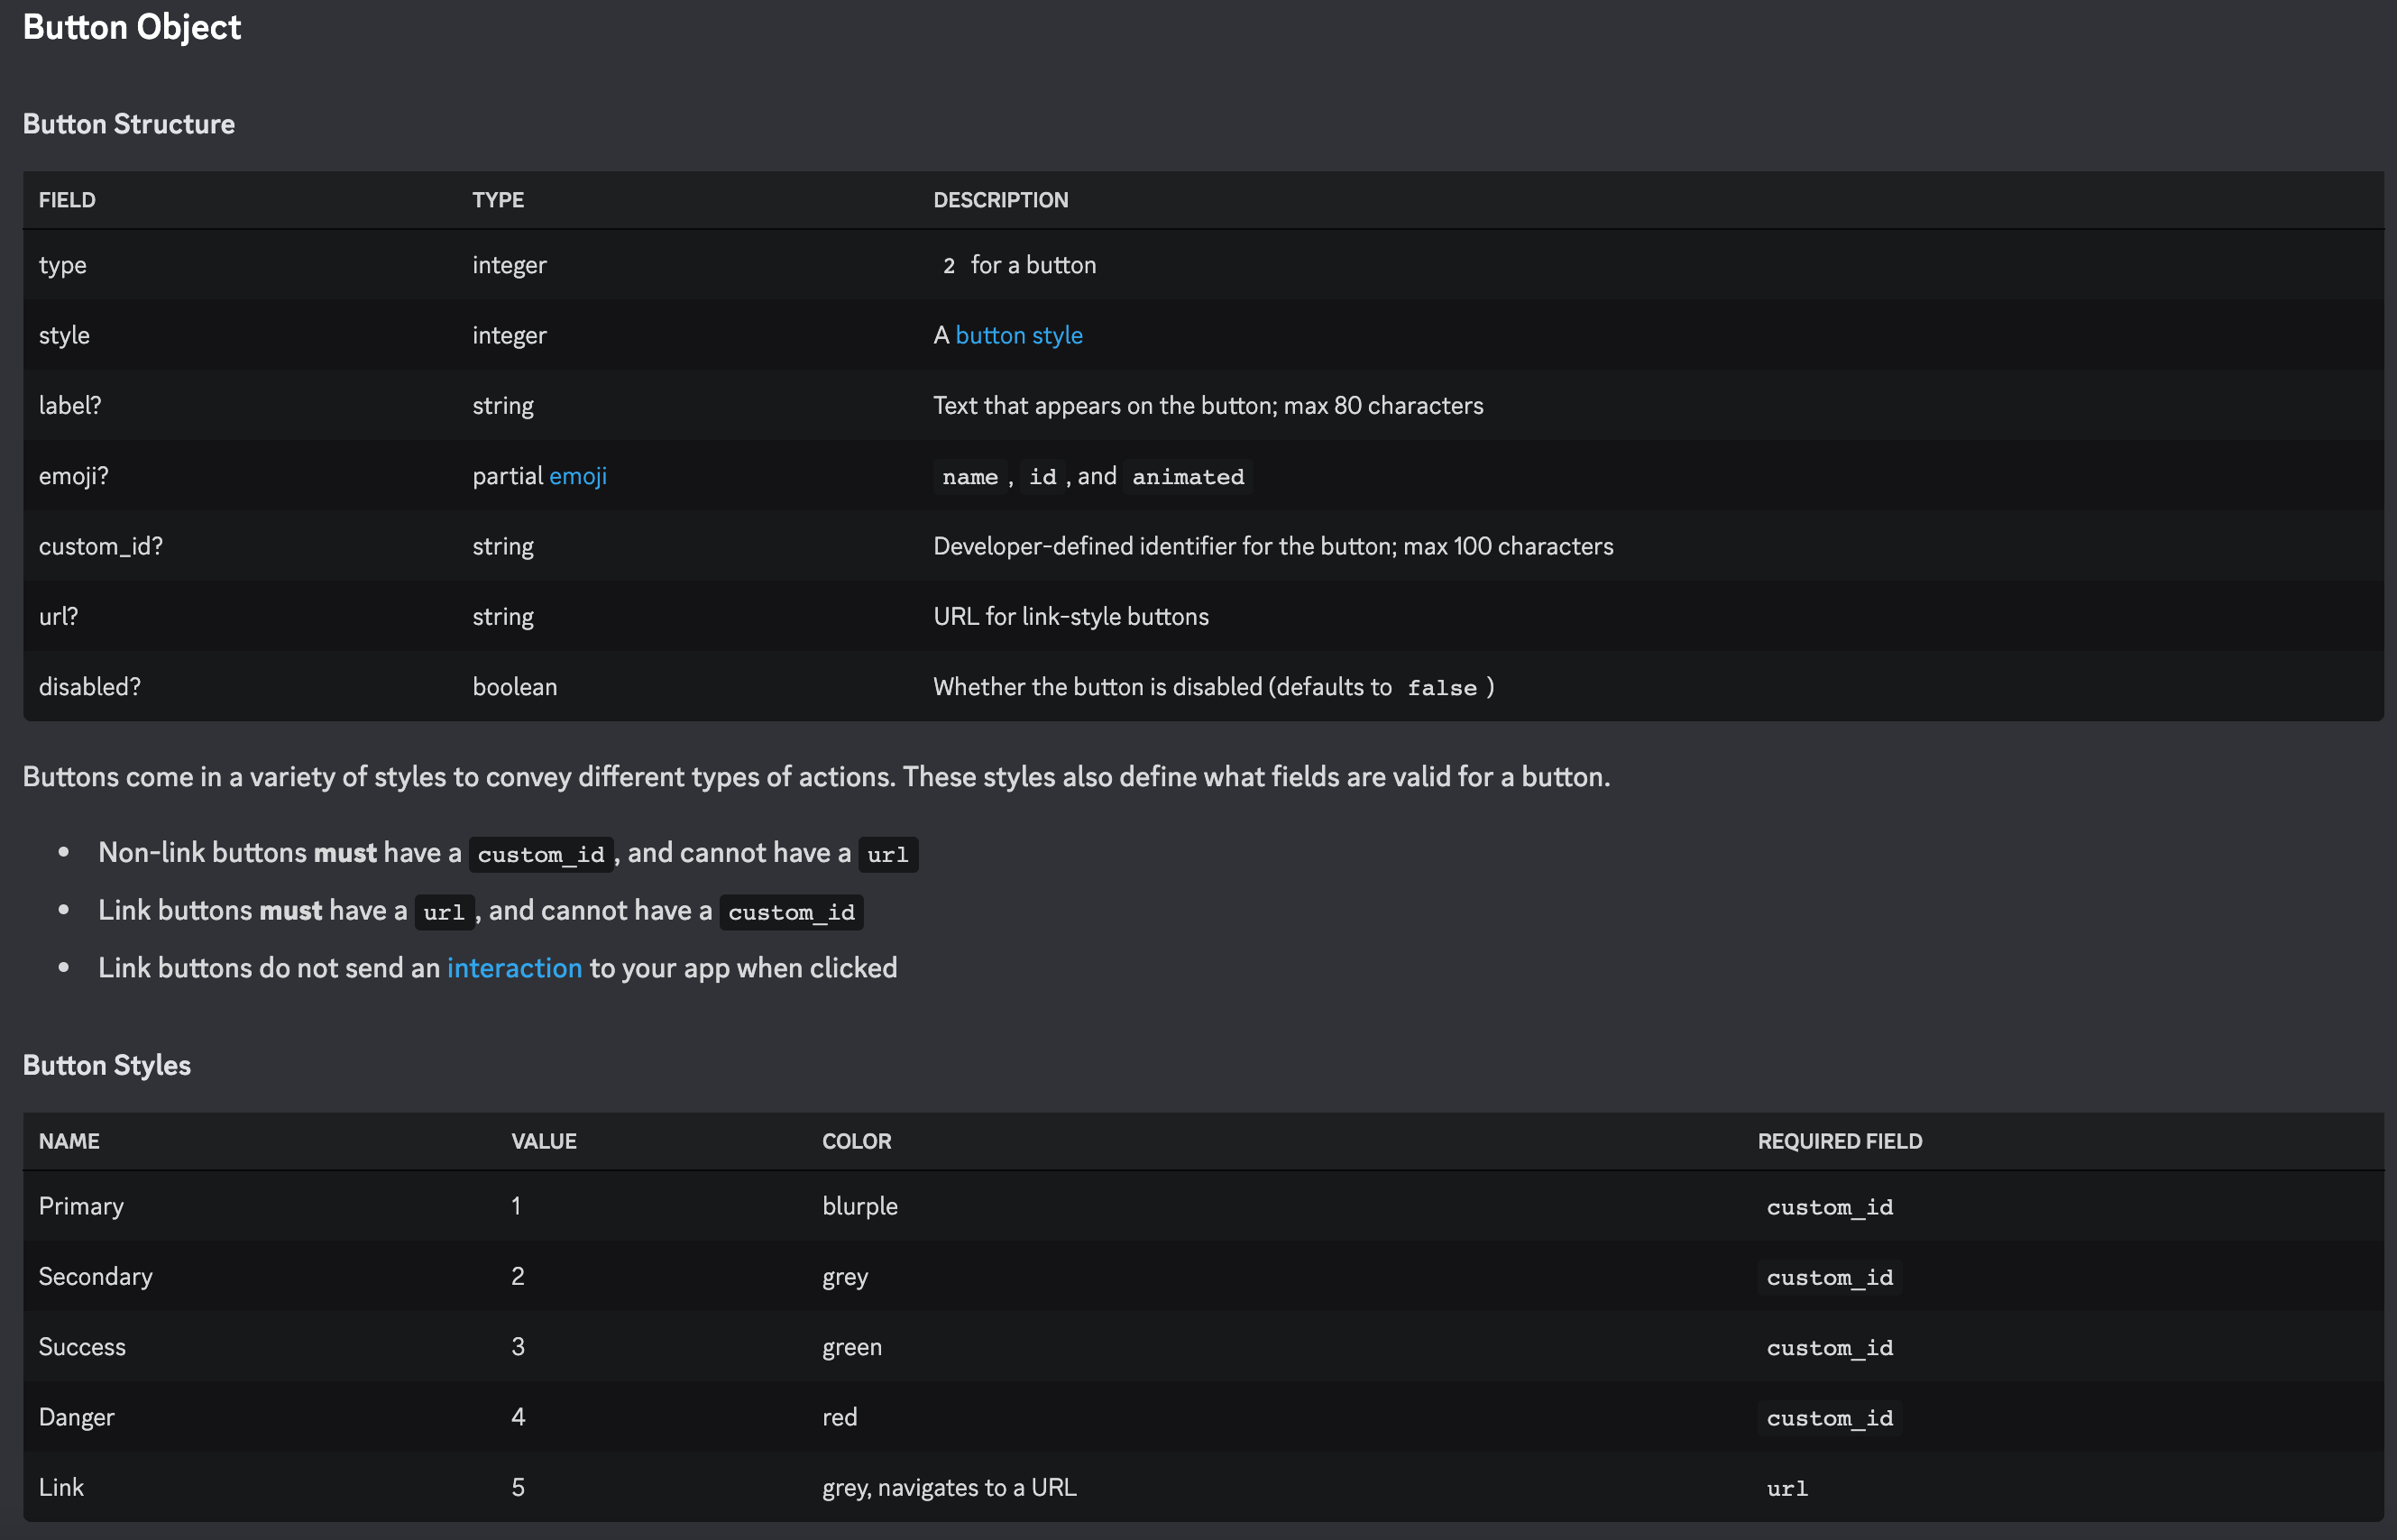 Button Object
Button Structure
FIELD TYPE DESCRIPTION
type integer 2 for a button
style integer A button style
label? string Text that appears on the button; max 80 characters
emoji? partial emoji name , id , and animated
custom_id? string Developer-defined identifier for the button; max 100 characters
url? string URL for link-style buttons
disabled? boolean Whether the button is disabled (defaults to false )
Buttons come in a variety of styles to convey different types of actions. These styles also define what fields are valid for a button.
• Non-link buttons must have a custom_id, and cannot have a url
• Link buttons must have a url, and cannot have a custom_id
• Link buttons do not send an interaction to your app when clicked
Button Styles
NAME VALUE COLOR REQUIRED FIELD
Primary 1 blurple custom_id
Secondary 2 grey custom_id
Success 3 green custom_id
Danger 4 red custom_id
Link 5 grey, navigates to a URL url